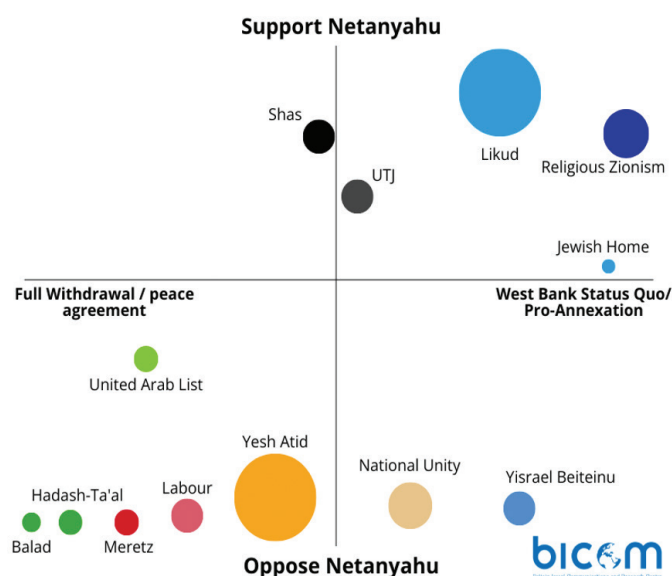 Support Netanyahu
Shas
Likud
Religious Zionism
UTJ
Jewish Home
Full Withdrawal / peace
agreement
West Bank Status Quo/
Pro-Annexation
United Arab List
Yesh Atid
National Unity
Yisrael Beiteinu
Hadash-Ta'al
Labour
Balad
Meretz
Oppose Netanyahu
bicom